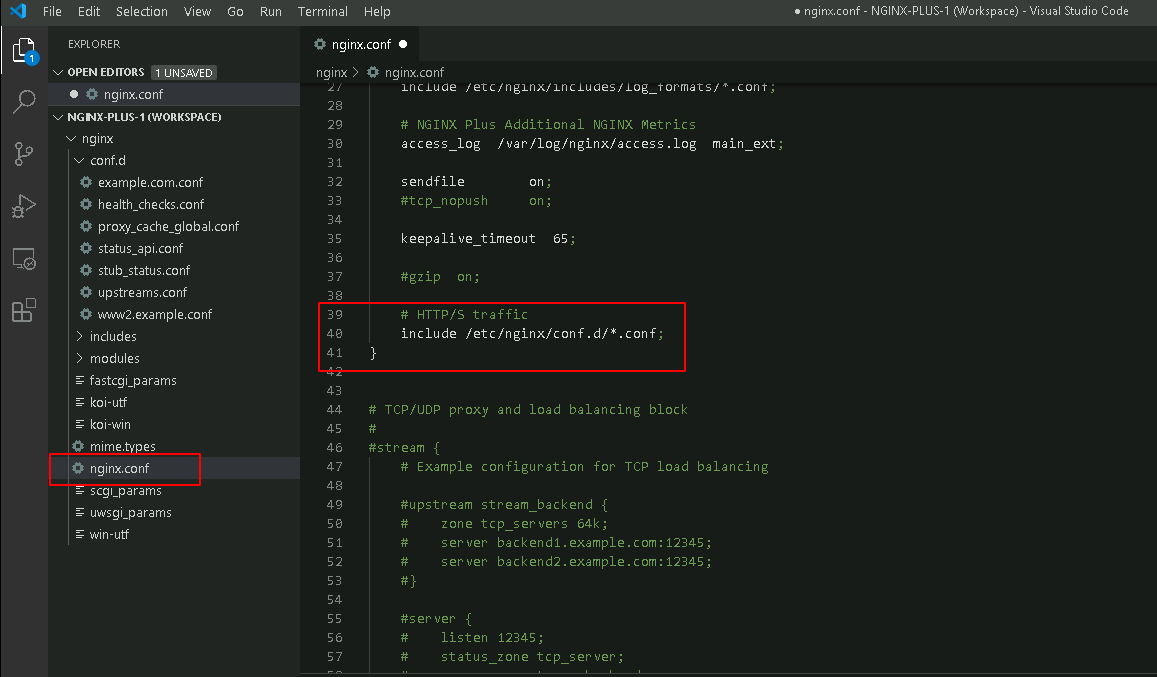 File Edit Selection View Go Run Terminal Help
● nginx.conf - NGINX-PLUS-1 (Workspace) - Visual Studio Code
1
EXPLORER
OPEN EDITORS 1 UNSAVED
nginx.conf
NGINX-PLUS-1 (WORKSPACE)
nginx
conf.d
example.com.conf
health_checks.conf
proxy_cache_global.conf
status_api.conf
stub_status.conf
upstreams.conf
www2.example.conf
includes
modules
fastcgi_params
koi-utf
koi-win
mime.types
nginx.conf
scgi_params
uwsgi_params
win-utf
nginx.conf ●
nginx > nginx.conf
27 include /etc/nginx/includes/log_formats/*.conf;
28
29 # NGINX Plus Additional NGINX Metrics
30 access_log /var/log/nginx/access.log main_ext;
31
32 sendfile on;
33 #tcp_nopush on;
34
35 keepalive_timeout 65;
36
37 #gzip on;
38
39 # HTTP/S traffic
40 include /etc/nginx/conf.d/*.conf;
41 }
42
43
44 # TCP/UDP proxy and load balancing block
45 #
46 #stream {
47 # Example configuration for TCP load balancing
48
49 #upstream stream_backend {
50 # zone tcp_servers 64k;
51 # server backend1.example.com:12345;
52 # server backend2.example.com:12345;
53 #}
54
55 #server {
56 # listen 12345;
57 # status_zone tcp_server;